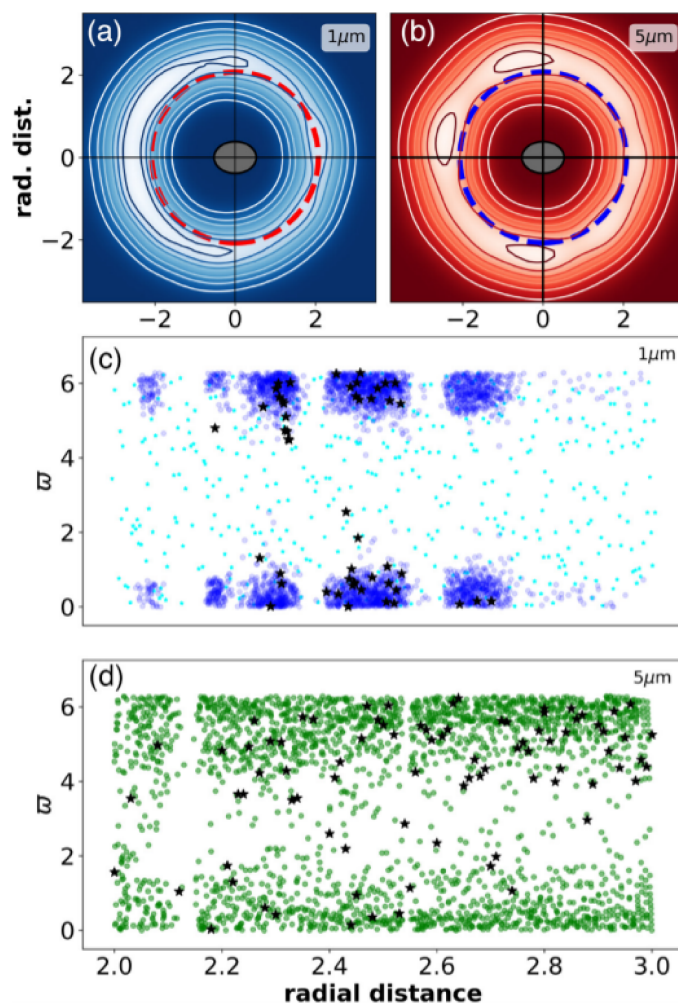 (a) 1μm (b) 5μm
rad. dist.
2
0
−2
−2 0 2 −2 0 2
(c) 1μm
6
4
ϖ
2
0
(d) 5μm
6
4
ϖ
2
0
2.0 2.2 2.4 2.6 2.8 3.0
radial distance